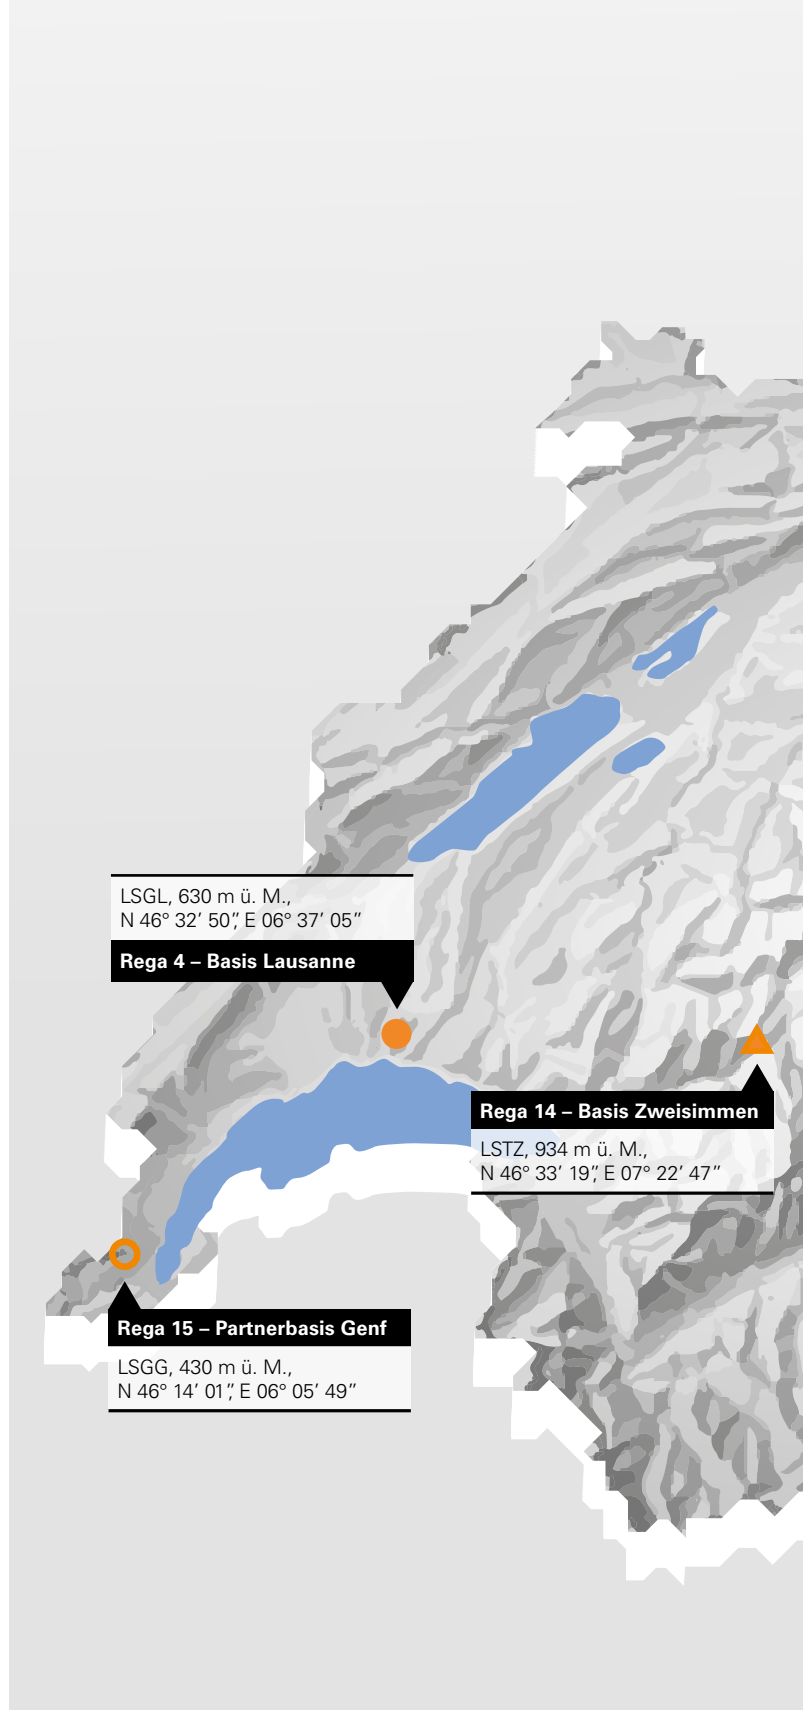 LSGL, 630 m ü. M.,
N 46° 32’ 50”, E 06° 37’ 05”
Rega 4 – Basis Lausanne
Rega 14 – Basis Zweisimmen
LSTZ, 934 m ü. M.,
N 46° 33’ 19”, E 07° 22’ 47”
Rega 15 – Partnerbasis Genf
LSGG, 430 m ü. M.,
N 46° 14’ 01”, E 06° 05’ 49”